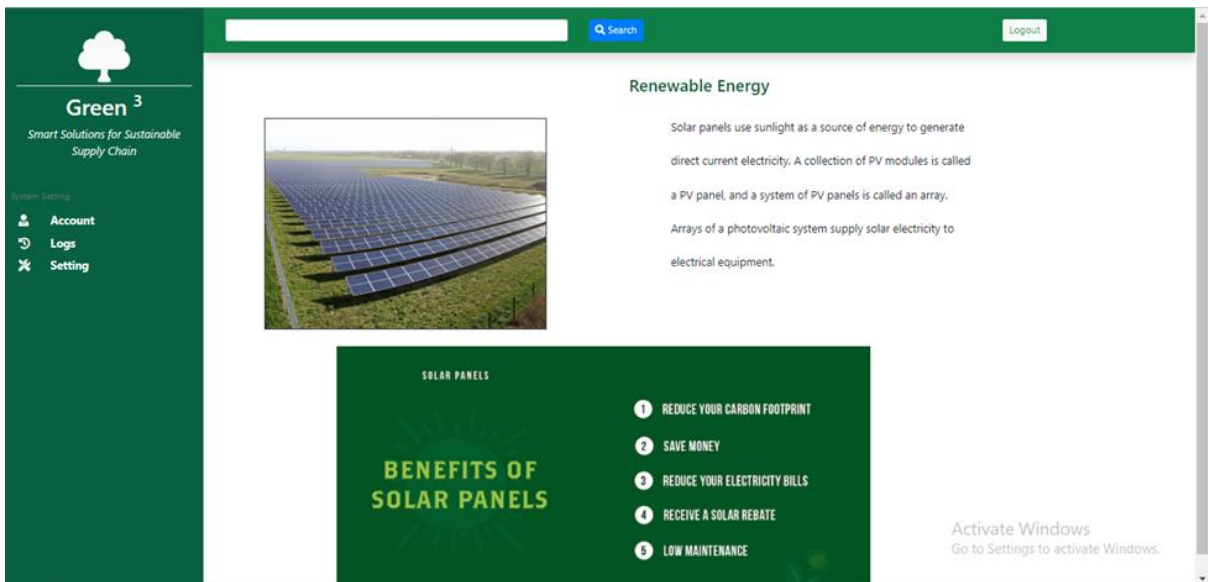 Search
Logout
Green 3
Smart Solutions for Sustainable
Supply Chain
System Setting
Account
Logs
Setting
Renewable Energy
Solar panels use sunlight as a source of energy to generate
direct current electricity. A collection of PV modules is called
a PV panel, and a system of PV panels is called an array.
Arrays of a photovoltaic system supply solar electricity to
electrical equipment.
SOLAR PANELS
BENEFITS OF
SOLAR PANELS
1 REDUCE YOUR CARBON FOOTPRINT
2 SAVE MONEY
3 REDUCE YOUR ELECTRICITY BILLS
4 RECEIVE A SOLAR REBATE
5 LOW MAINTENANCE
Activate Windows
Go to Settings to activate Windows.